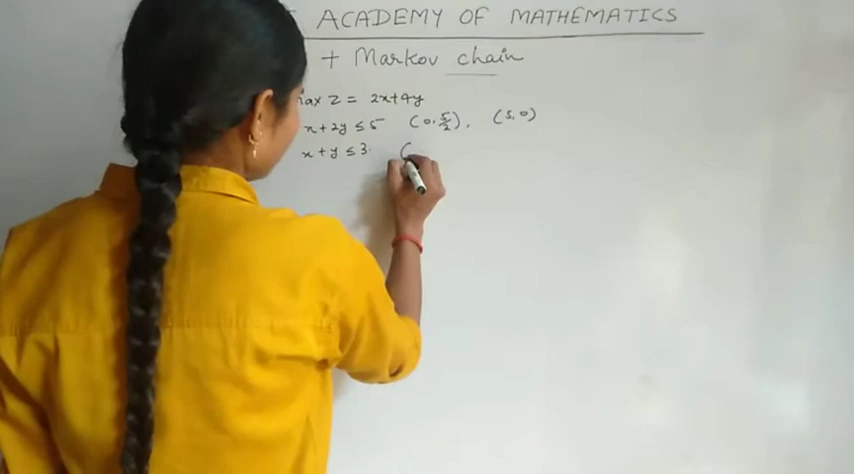 ACADEMY OF MATHEMATICS
+ Markov chain
max Z = 2x+4y
x + 2y ≤ 5 (0, 5/2), (5, 0)
x + y ≤ 3. (